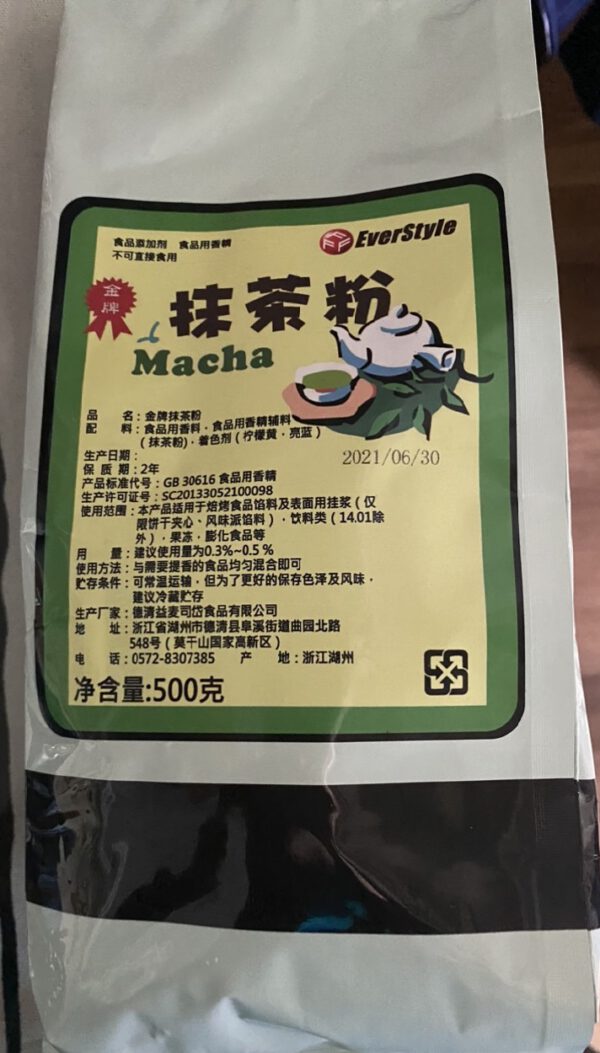 食品添加剂 食品用香精
不可直接食用
EverStyle
金牌
抹茶粉
Macha
品 名：金牌抹茶粉
配 料：食品用香料，食品用香精辅料
（抹茶粉），着色剂（柠檬黄，亮蓝）
生产日期：
2021/06/30
保 质 期：2年
产品标准代号：GB 30616 食品用香精
生产许可证号：SC20133052100098
使用范围：本产品适用于焙烤食品馅料及表面用挂浆（仅
限饼干夹心、风味派馅料），饮料类（14.01除
外），果冻，膨化食品等
用 量：建议使用量为0.3%~0.5 %
使用方法：与需要提香的食品均匀混合即可
贮存条件：可常温运输，但为了更好的保存色泽及风味，
建议冷藏贮存
生产厂家：德清益麦司岱食品有限公司
地 址：浙江省湖州市德清县阜溪街道曲园北路
548号（莫干山国家高新区）
电 话：0572-8307385 产 地：浙江湖州
净含量:500克